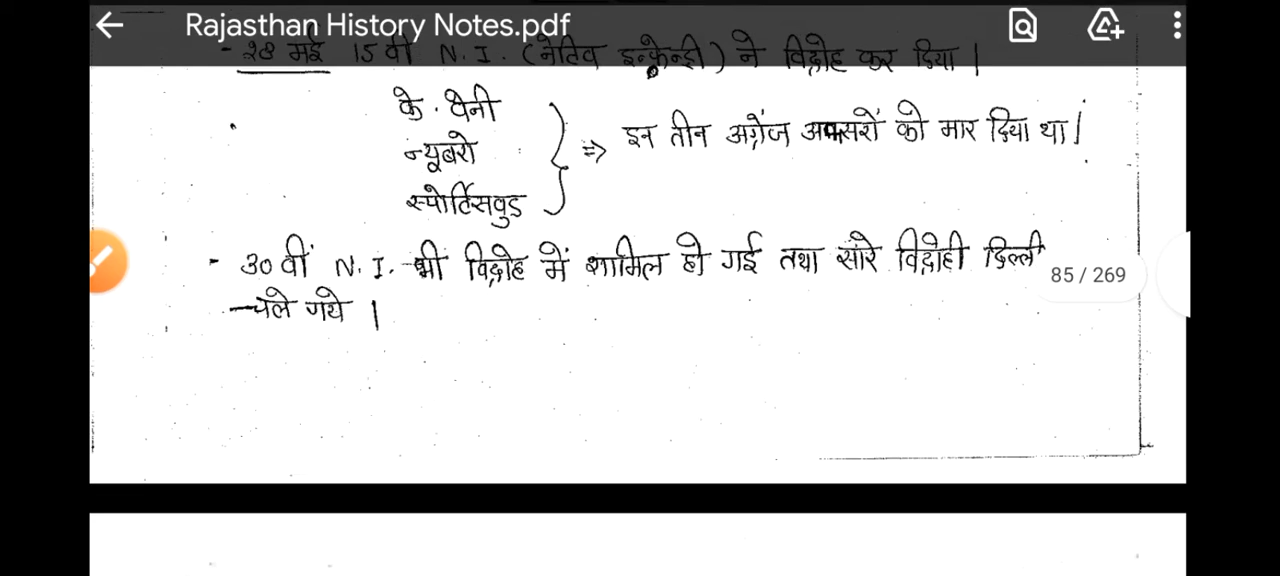 Rajasthan History Notes.pdf
- 28 मई 15 वीं N. I. (नेटिव इन्फेन्ट्री) ने विद्रोह कर दिया।
के. पेनी
न्यूबरो
स्पोर्टिसवुड
} => इन तीन अग्रेंज अफसरों को मार दिया था।
- 30 वीं N. I. भी विद्रोह में शामिल हो गई तथा सारे विद्रोही दिल्ली
चले गये।
85 / 269